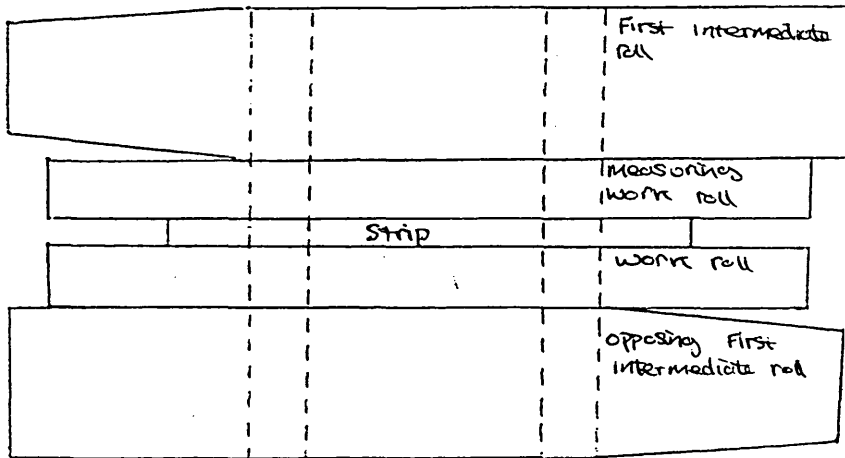 First intermediate
roll
measuring
work roll
Strip
work roll
opposing First
intermediate roll